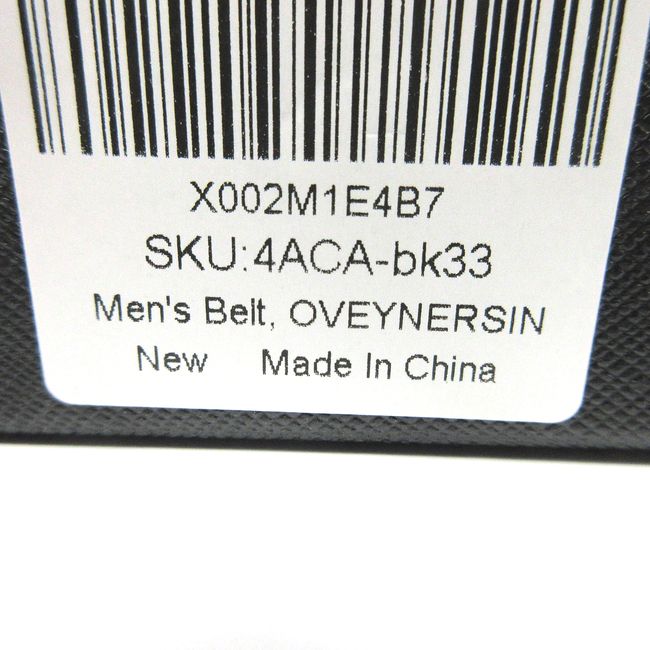 X002M1E4B7
SKU:4ACA-bk33
Men's Belt, OVEYNERSIN
New Made In China